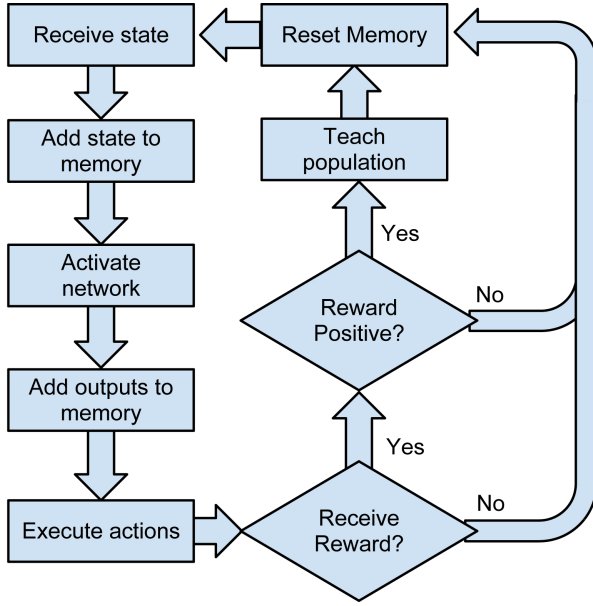 Receive state
Reset Memory
Add state to
memory
Teach
population
Yes
Activate
network
Reward
Positive?
No
Add outputs to
memory
Yes
Execute actions
Receive
Reward?
No